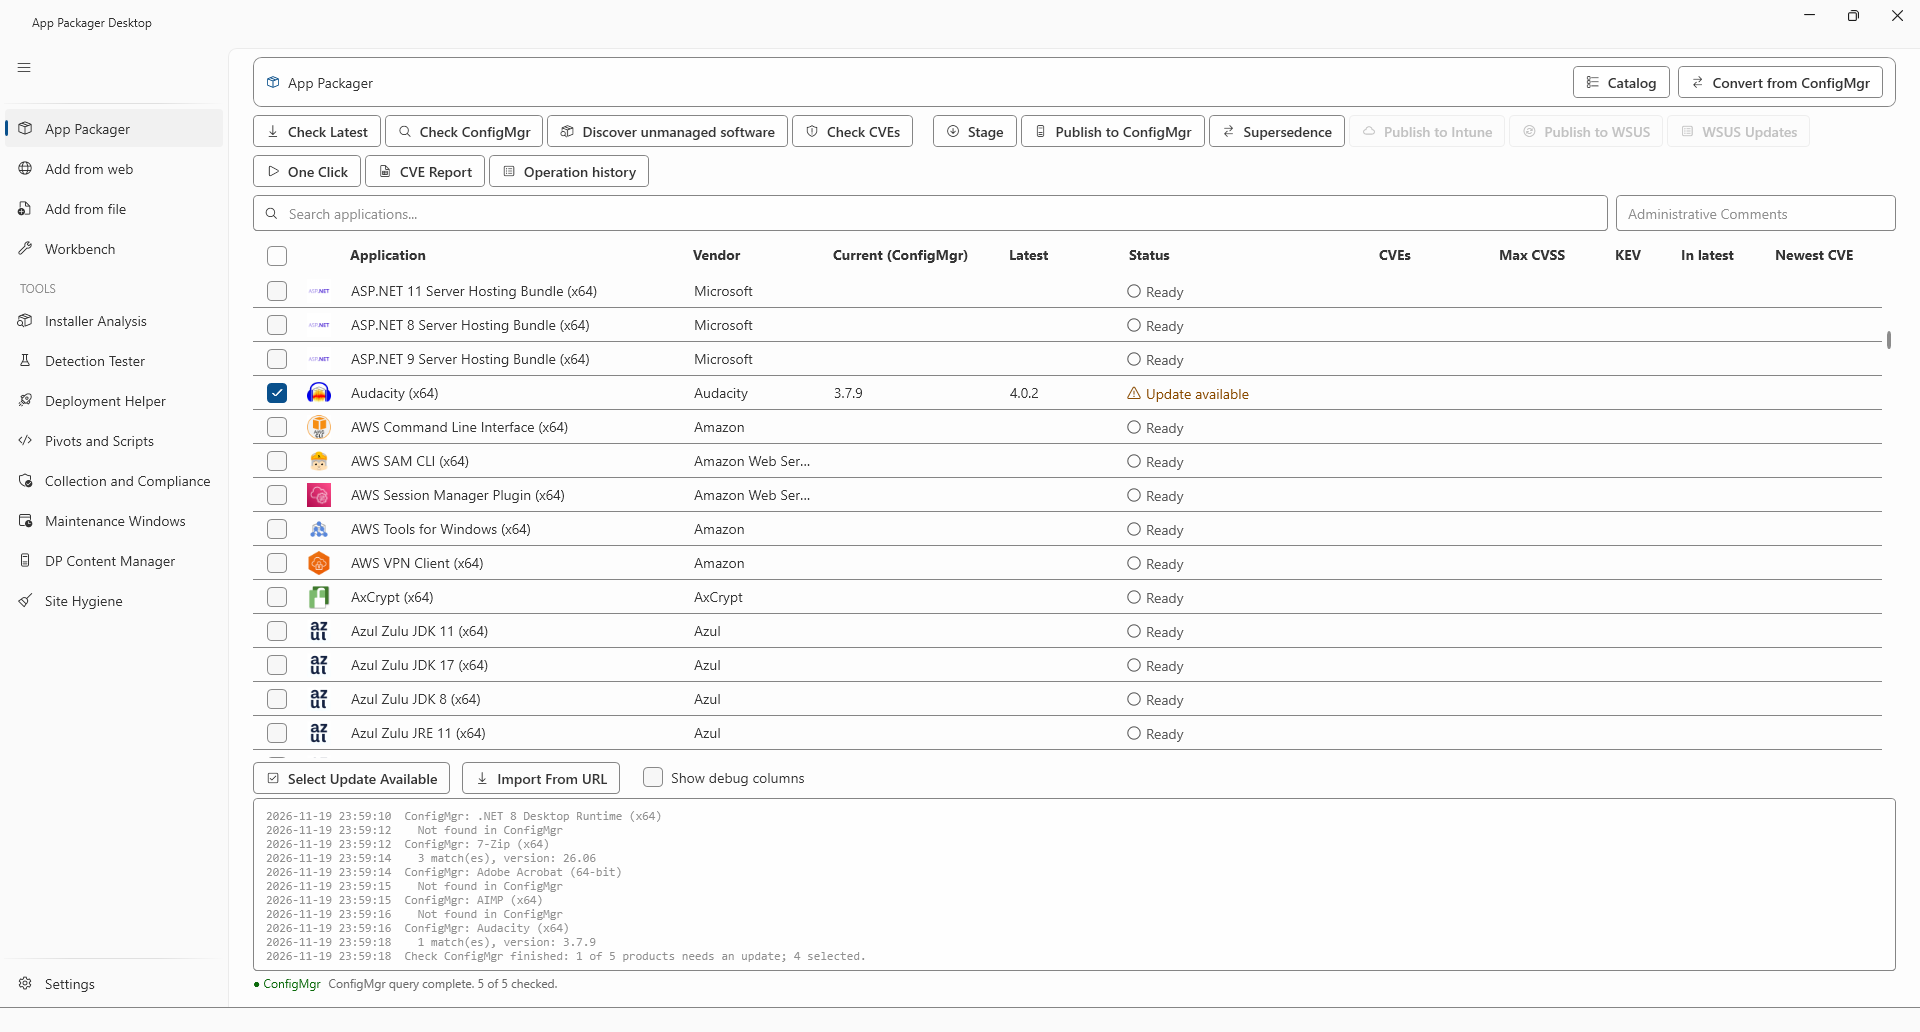 App Packager Desktop
App Packager
Add from web
Add from file
Workbench
TOOLS
Installer Analysis
Detection Tester
Deployment Helper
Pivots and Scripts
Collection and Compliance
Maintenance Windows
DP Content Manager
Site Hygiene
Settings
App Packager Catalog Convert from ConfigMgr
Check Latest Check ConfigMgr Discover unmanaged software Check CVEs Stage Publish to ConfigMgr Supersedence Publish to Intune Publish to WSUS WSUS Updates
One Click CVE Report Operation history
Search applications... Administrative Comments
Application Vendor Current (ConfigMgr) Latest Status CVEs Max CVSS KEV In latest Newest CVE
ASP.NET ASP.NET 11 Server Hosting Bundle (x64) Microsoft Ready
ASP.NET ASP.NET 8 Server Hosting Bundle (x64) Microsoft Ready
ASP.NET ASP.NET 9 Server Hosting Bundle (x64) Microsoft Ready
Audacity (x64) Audacity 3.7.9 4.0.2 Update available
AWS Command Line Interface (x64) Amazon Ready
AWS SAM CLI (x64) Amazon Web Ser... Ready
AWS Session Manager Plugin (x64) Amazon Web Ser... Ready
AWS Tools for Windows (x64) Amazon Ready
AWS VPN Client (x64) Amazon Ready
AxCrypt (x64) AxCrypt Ready
azul Azul Zulu JDK 11 (x64) Azul Ready
azul Azul Zulu JDK 17 (x64) Azul Ready
azul Azul Zulu JDK 8 (x64) Azul Ready
azul Azul Zulu JRE 11 (x64) Azul Ready
Select Update Available Import From URL Show debug columns
2026-11-19 23:59:10 ConfigMgr: .NET 8 Desktop Runtime (x64)
2026-11-19 23:59:12 Not found in ConfigMgr
2026-11-19 23:59:12 ConfigMgr: 7-Zip (x64)
2026-11-19 23:59:14 3 match(es), version: 26.06
2026-11-19 23:59:14 ConfigMgr: Adobe Acrobat (64-bit)
2026-11-19 23:59:15 Not found in ConfigMgr
2026-11-19 23:59:15 ConfigMgr: AIMP (x64)
2026-11-19 23:59:16 Not found in ConfigMgr
2026-11-19 23:59:16 ConfigMgr: Audacity (x64)
2026-11-19 23:59:18 1 match(es), version: 3.7.9
2026-11-19 23:59:18 Check ConfigMgr finished: 1 of 5 products needs an update; 4 selected.
ConfigMgr ConfigMgr query complete. 5 of 5 checked.